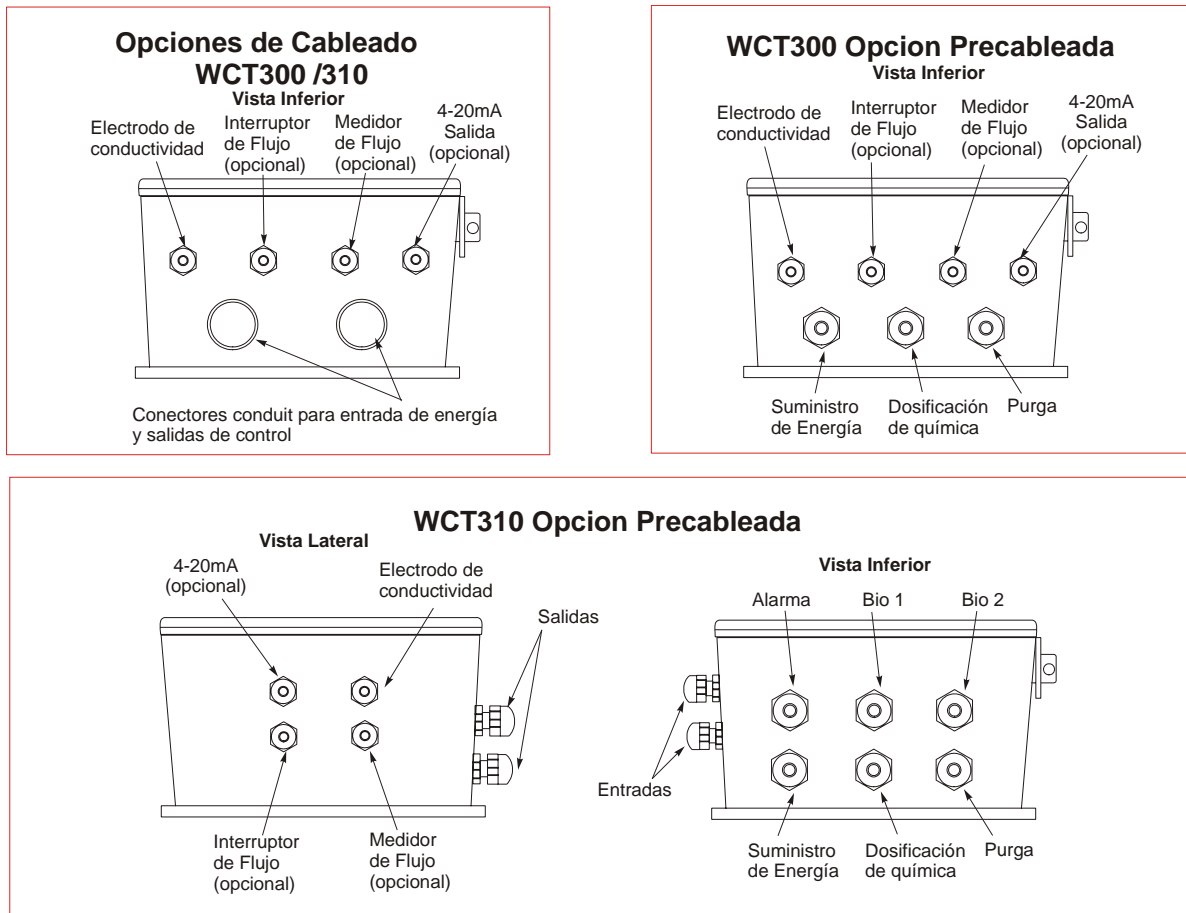 Opciones de Cableado
WCT300 /310
Vista Inferior
Electrodo de
conductividad
Interruptor
de Flujo
(opcional)
Medidor
de Flujo
(opcional)
4-20mA
Salida
(opcional)
Conectores conduit para entrada de energía
y salidas de control
WCT300 Opcion Precableada
Vista Inferior
Electrodo de
conductividad
Interruptor
de Flujo
(opcional)
Medidor
de Flujo
(opcional)
4-20mA
Salida
(opcional)
Suministro
de Energía
Dosificación
de química
Purga
WCT310 Opcion Precableada
Vista Lateral
4-20mA
(opcional)
Electrodo de
conductividad
Salidas
Interruptor
de Flujo
(opcional)
Medidor
de Flujo
(opcional)
Vista Inferior
Alarma
Bio 1
Bio 2
Entradas
Suministro
de Energía
Dosificación
de química
Purga